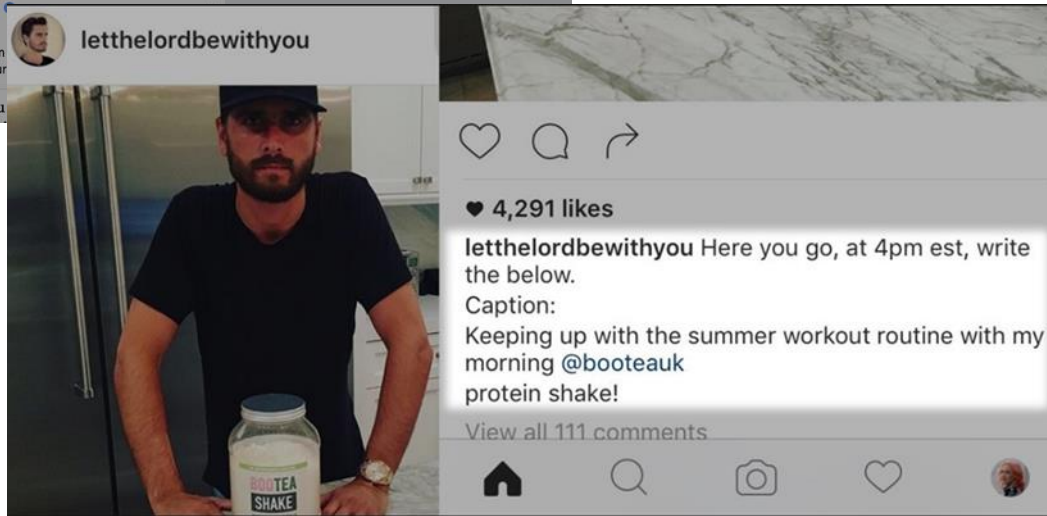 letthelordbewithyou
BOOTEA
SHAKE
4,291 likes
letthelordbewithyou Here you go, at 4pm est, write
the below.
Caption:
Keeping up with the summer workout routine with my
morning @booteauk
protein shake!
View all 111 comments